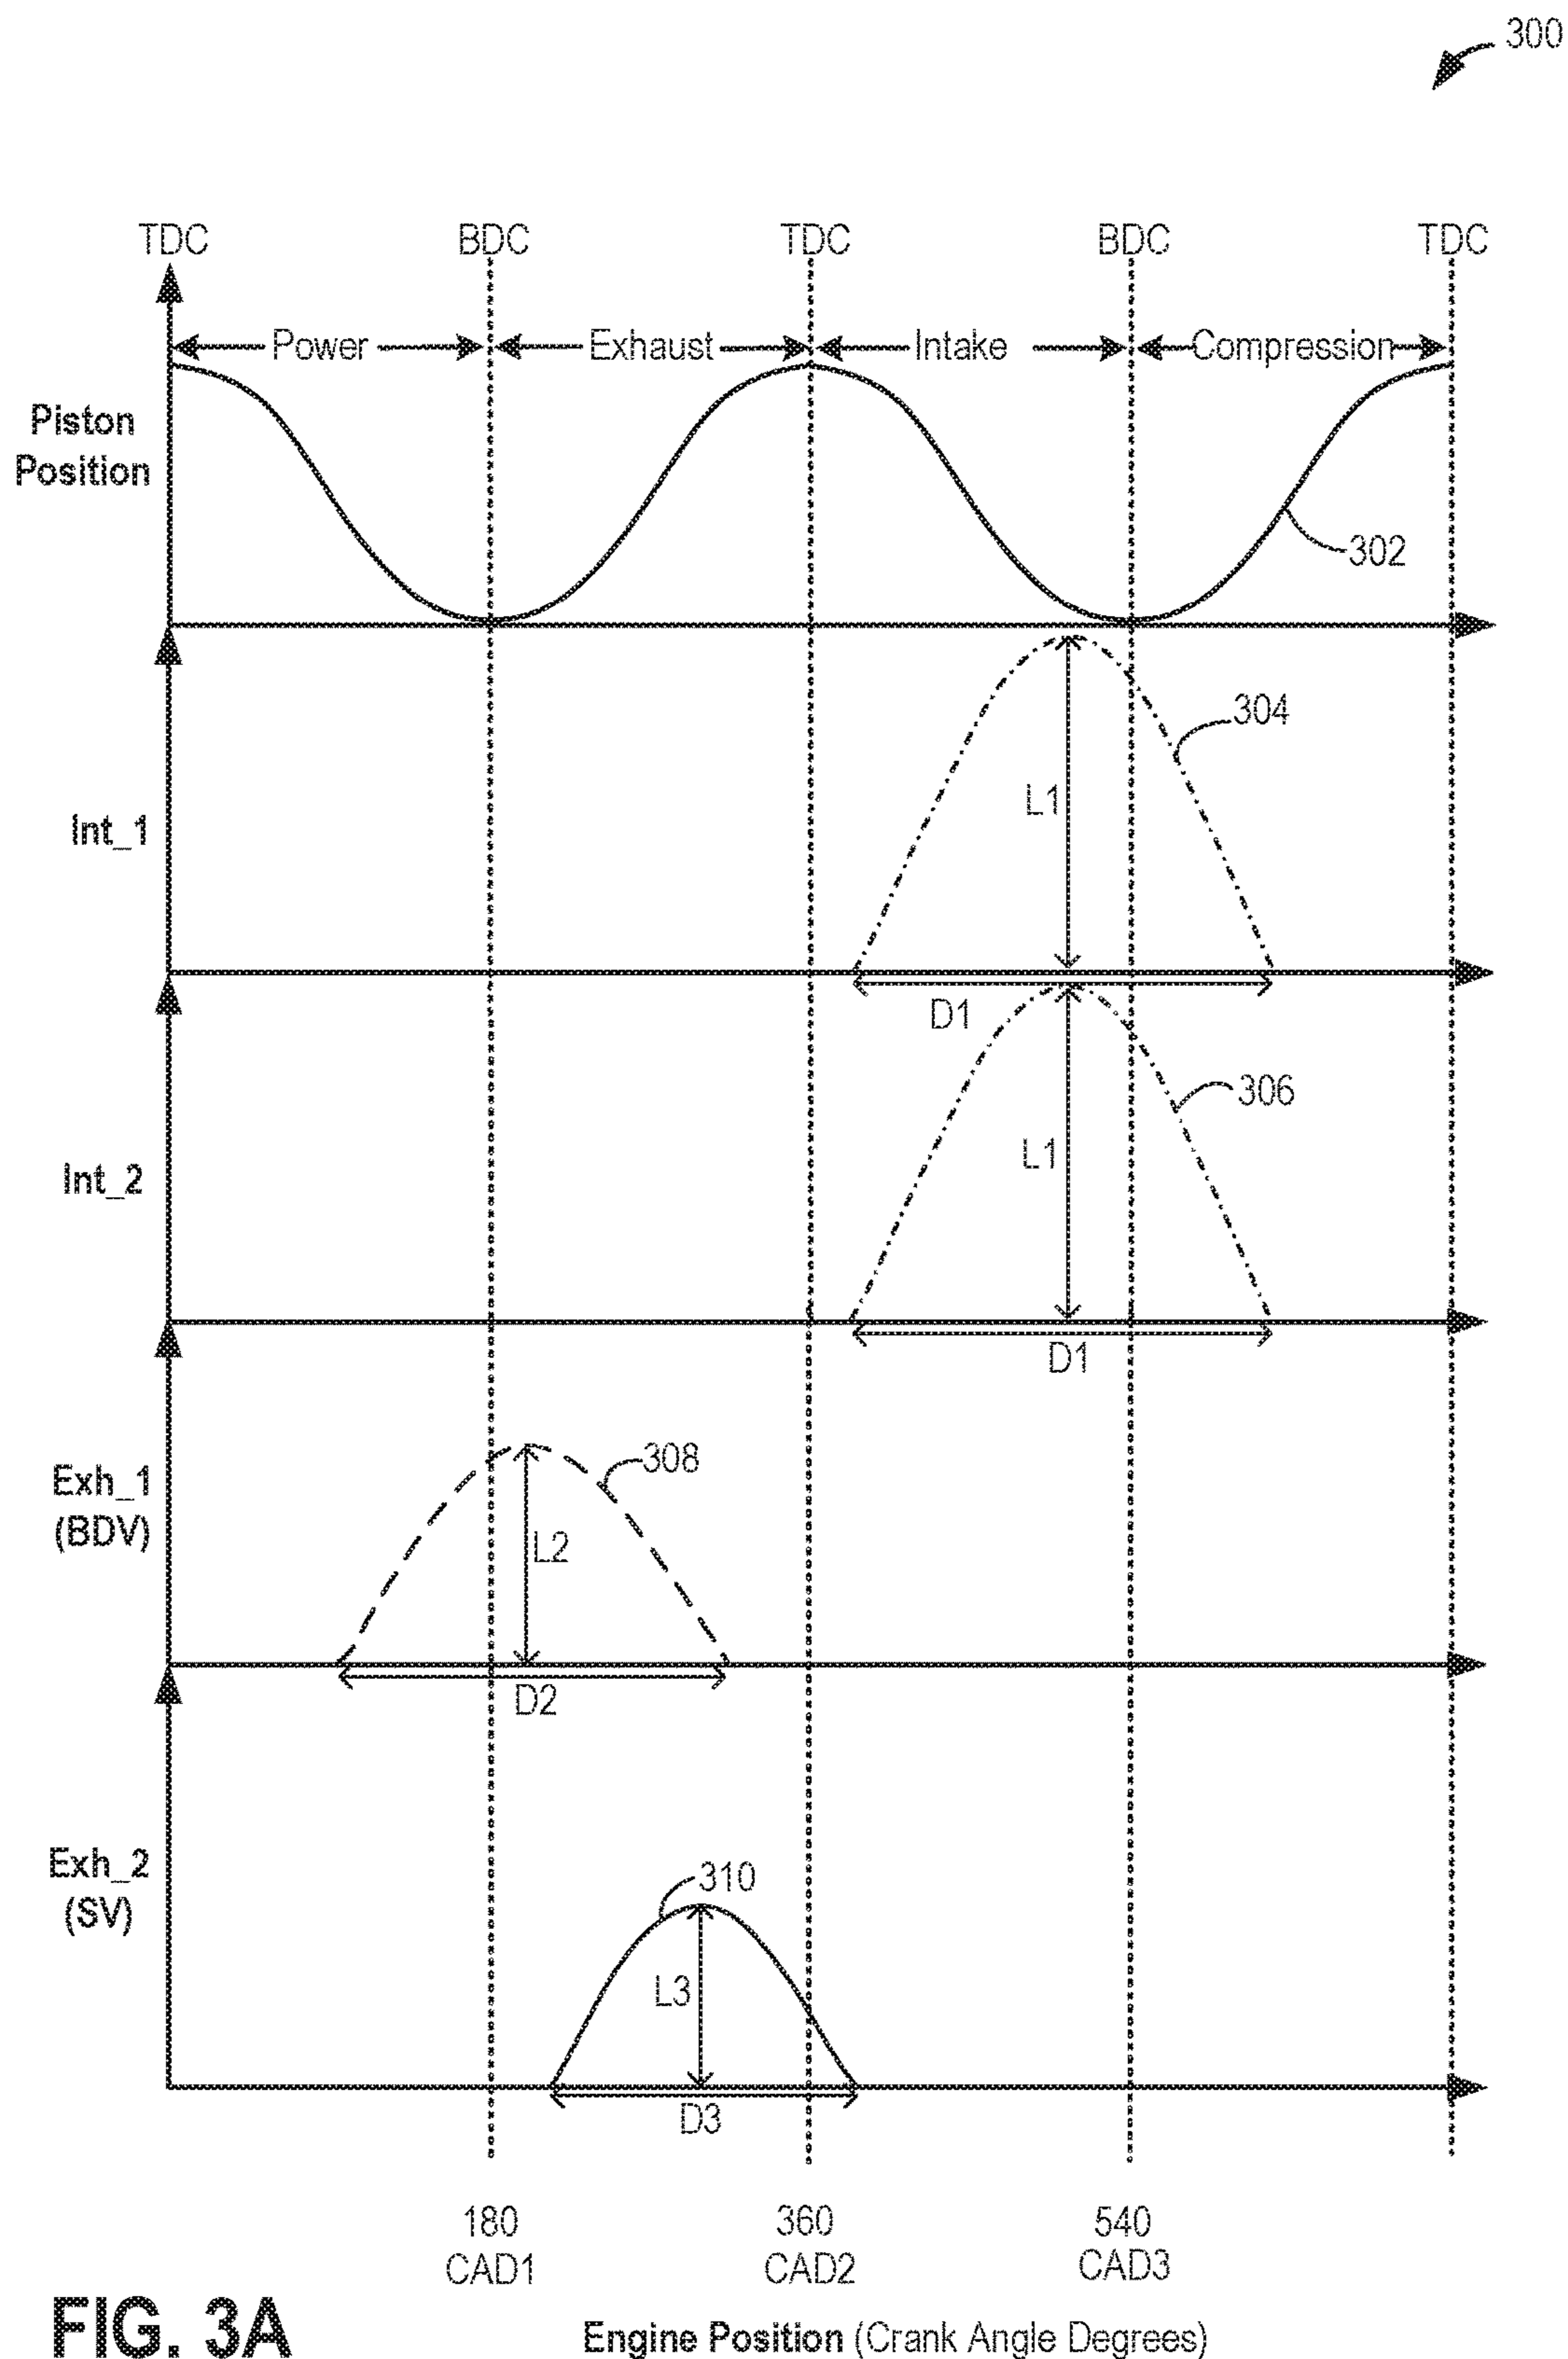 300
TDC BDC TDC BDC TDC
Power Exhaust Intake Compression
Piston
Position
302
304
L1
Int_1
D1
306
L1
Int_2
D1
308
Exh_1
(BDV)
L2
D2
310
Exh_2
(SV)
L3
D3
180 360 540
CAD1 CAD2 CAD3
FIG. 3A
Engine Position (Crank Angle Degrees)